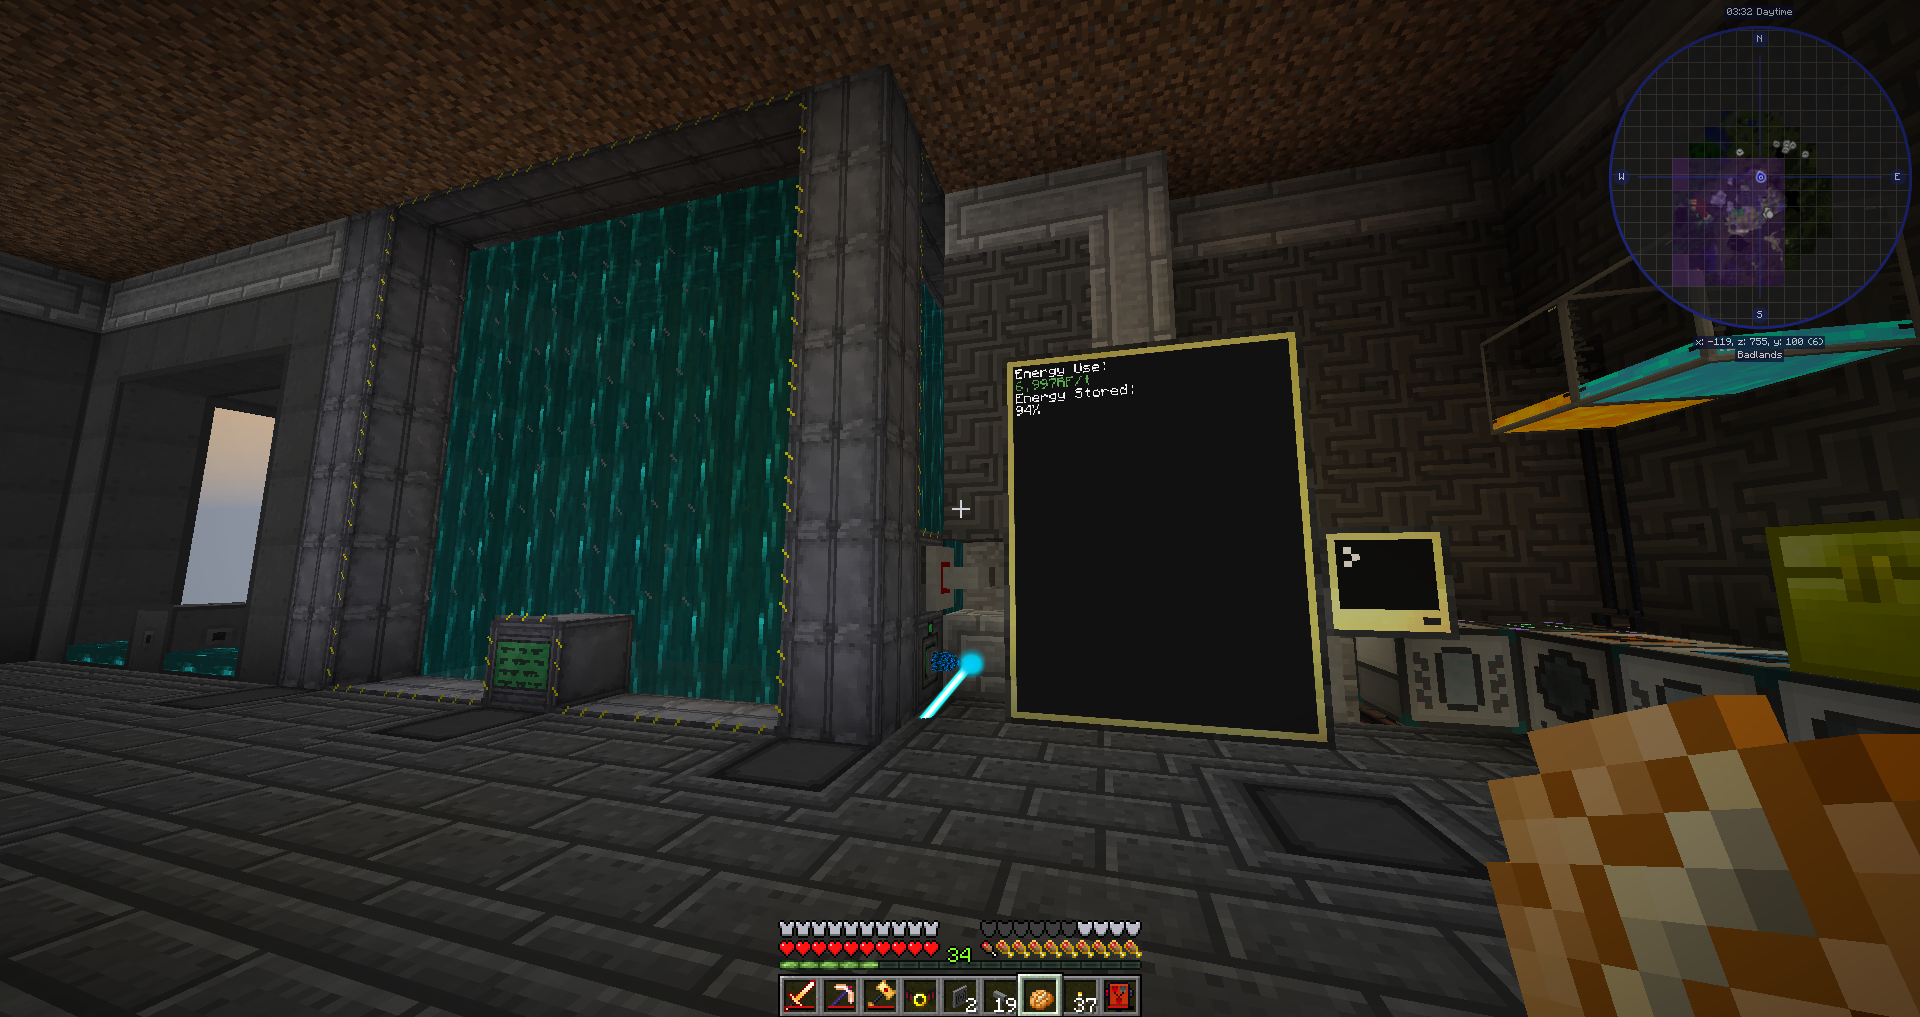 03:32 Daytime
N
W
E
S
x: -119, z: 755, y: 100 (6)
Badlands
Energy Use:
6,997RF/t
Energy Stored:
94%
34
2
19
37